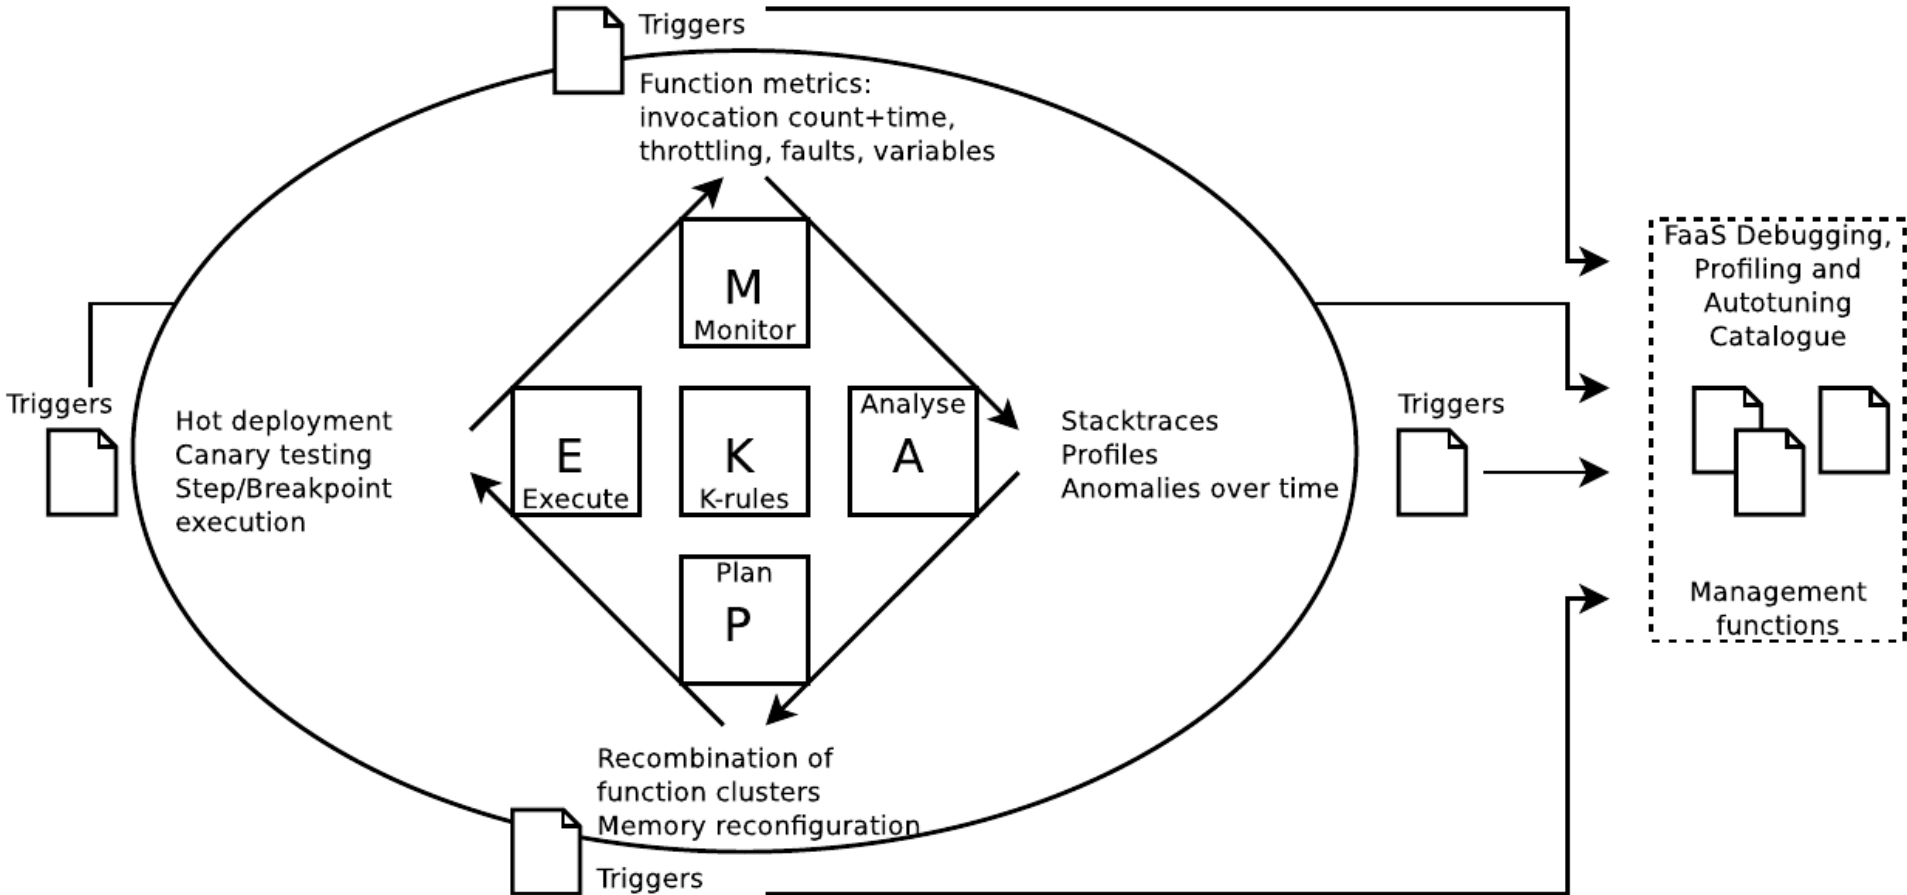 Triggers
Function metrics:
invocation count+time,
throttling, faults, variables
M
Monitor
FaaS Debugging,
Profiling and
Autotuning
Catalogue
Triggers
Hot deployment
Canary testing
Step/Breakpoint
execution
E
Execute
K
K-rules
Analyse
A
Stacktraces
Profiles
Anomalies over time
Triggers
Plan
P
Management
functions
Recombination of
function clusters
Memory reconfiguration
Triggers